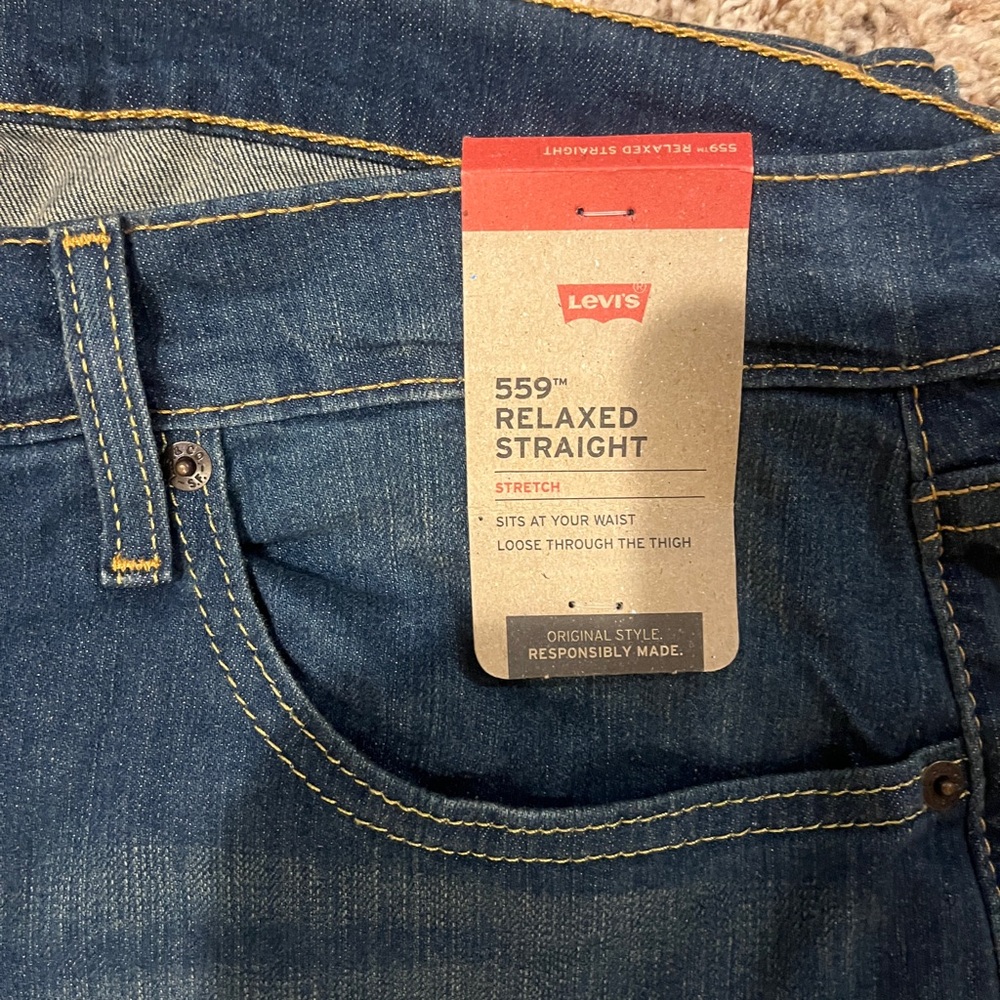 559™ RELAXED STRAIGHT
LEVI'S®
559™
RELAXED
STRAIGHT
STRETCH
SITS AT YOUR WAIST
LOOSE THROUGH THE THIGH
ORIGINAL STYLE.
RESPONSIBLY MADE.
& CO.
S.F.